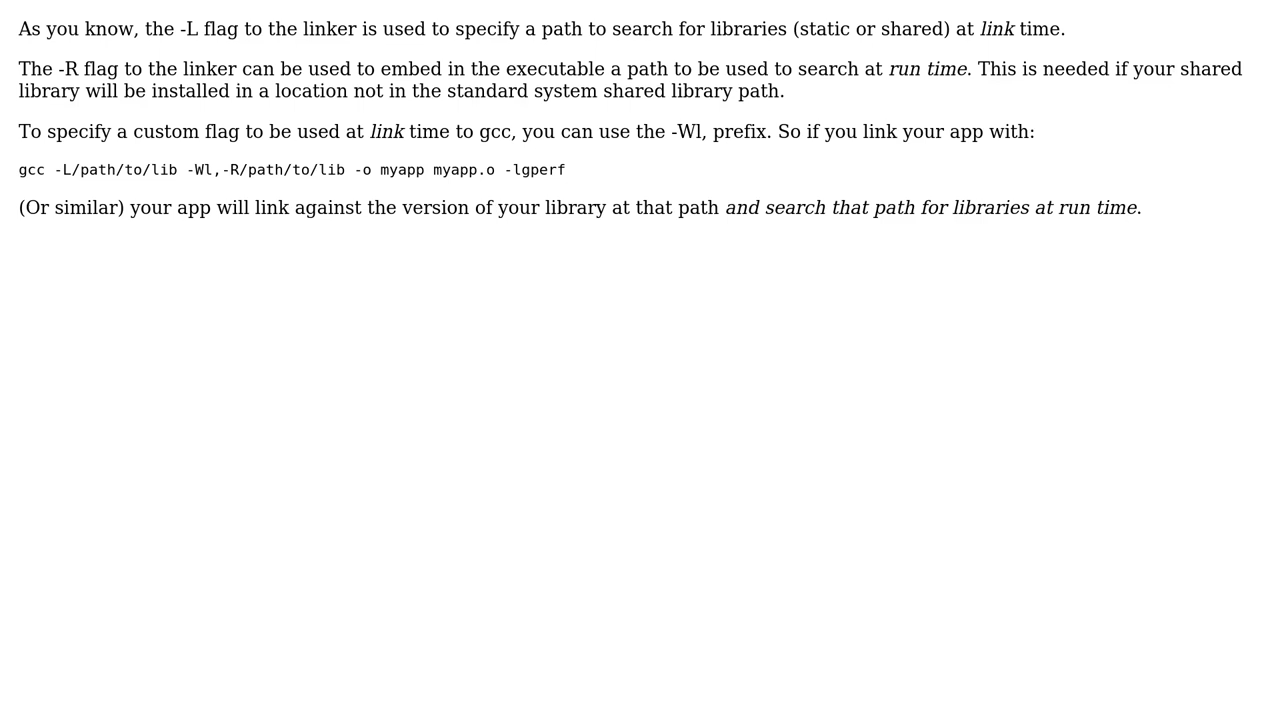 As you know, the -L flag to the linker is used to specify a path to search for libraries (static or shared) at link time.
The -R flag to the linker can be used to embed in the executable a path to be used to search at run time. This is needed if your shared
library will be installed in a location not in the standard system shared library path.
To specify a custom flag to be used at link time to gcc, you can use the -Wl, prefix. So if you link your app with:
gcc -L/path/to/lib -Wl,-R/path/to/lib -o myapp myapp.o -lgperf
(Or similar) your app will link against the version of your library at that path and search that path for libraries at run time.